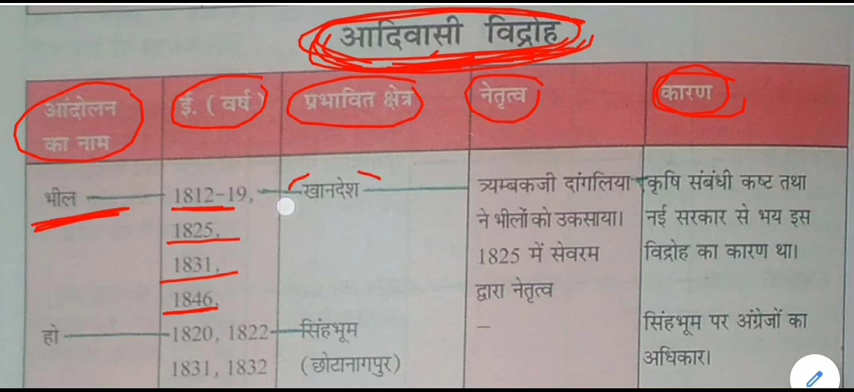 आदिवासी विद्रोह
आंदोलन
का नाम
ई. ( वर्ष )
प्रभावित क्षेत्र
नेतृत्व
कारण
भील
1812-19,
1825,
1831,
1846,
खानदेश
त्र्यम्बकजी दांगलिया
ने भीलों को उकसाया।
1825 में सेवरम
द्वारा नेतृत्व
कृषि संबंधी कष्ट तथा
नई सरकार से भय इस
विद्रोह का कारण था।
हो
1820, 1822
1831, 1832
सिंहभूम
(छोटानागपुर)
–
सिंहभूम पर अंग्रेजों का
अधिकार।